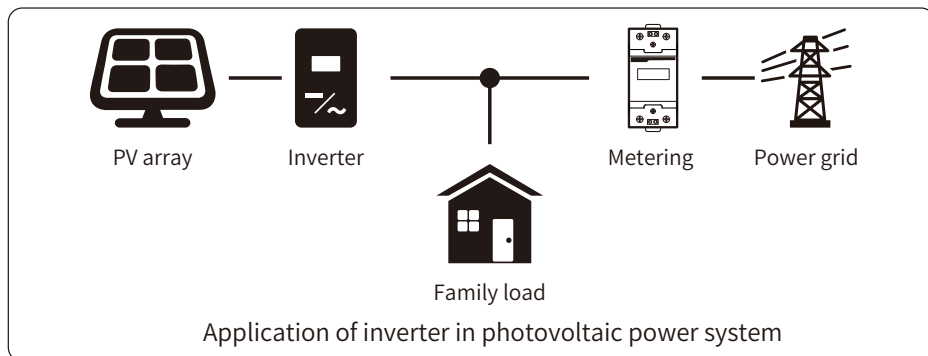 PV array
Inverter
Metering
Power grid
Family load
Application of inverter in photovoltaic power system